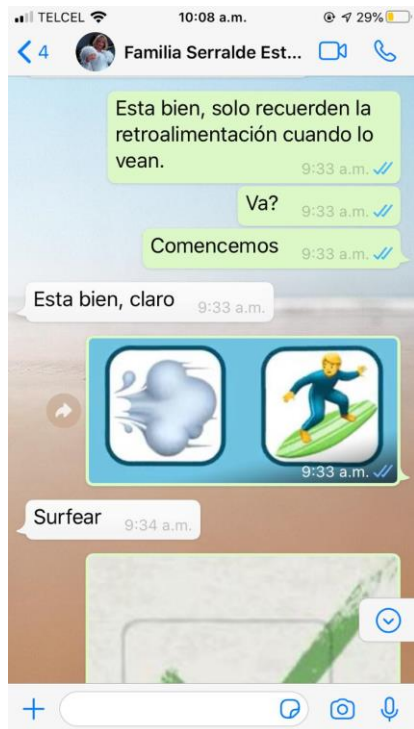 TELCEL 10:08 a.m. 29%
4 Familia Serralde Est...
Esta bien, solo recuerden la
retroalimentación cuando lo
vean.
9:33 a.m.
Va? 9:33 a.m.
Comencemos 9:33 a.m.
Esta bien, claro 9:33 a.m.
9:33 a.m.
Surfear 9:34 a.m.